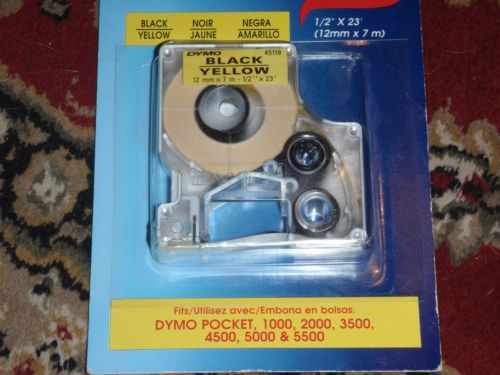 BLACK NOIR NEGRA
YELLOW JAUNE AMARILLO
1/2" X 23'
(12mm x 7 m)
DYMO 45118
BLACK
YELLOW
12 mm x 7 m - 1/2" x 23'
Fits/Utilisez avec/Embona en bolsas:
DYMO POCKET, 1000, 2000, 3500,
4500, 5000 & 5500